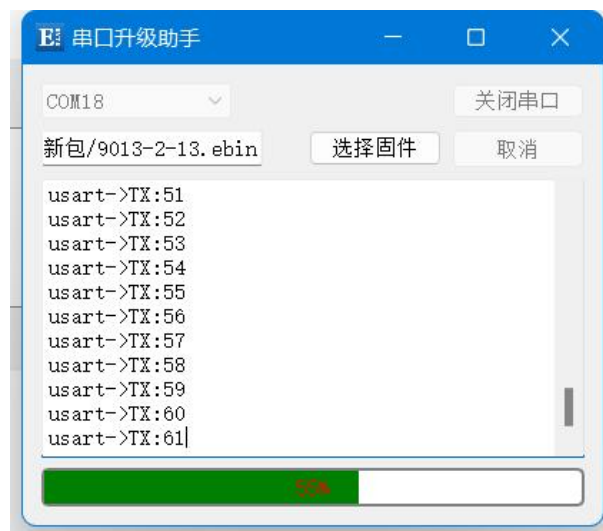 串口升级助手
COM18
关闭串口
新包/9013-2-13.ebin
选择固件
取消
usart->TX:51
usart->TX:52
usart->TX:53
usart->TX:54
usart->TX:55
usart->TX:56
usart->TX:57
usart->TX:58
usart->TX:59
usart->TX:60
usart->TX:61